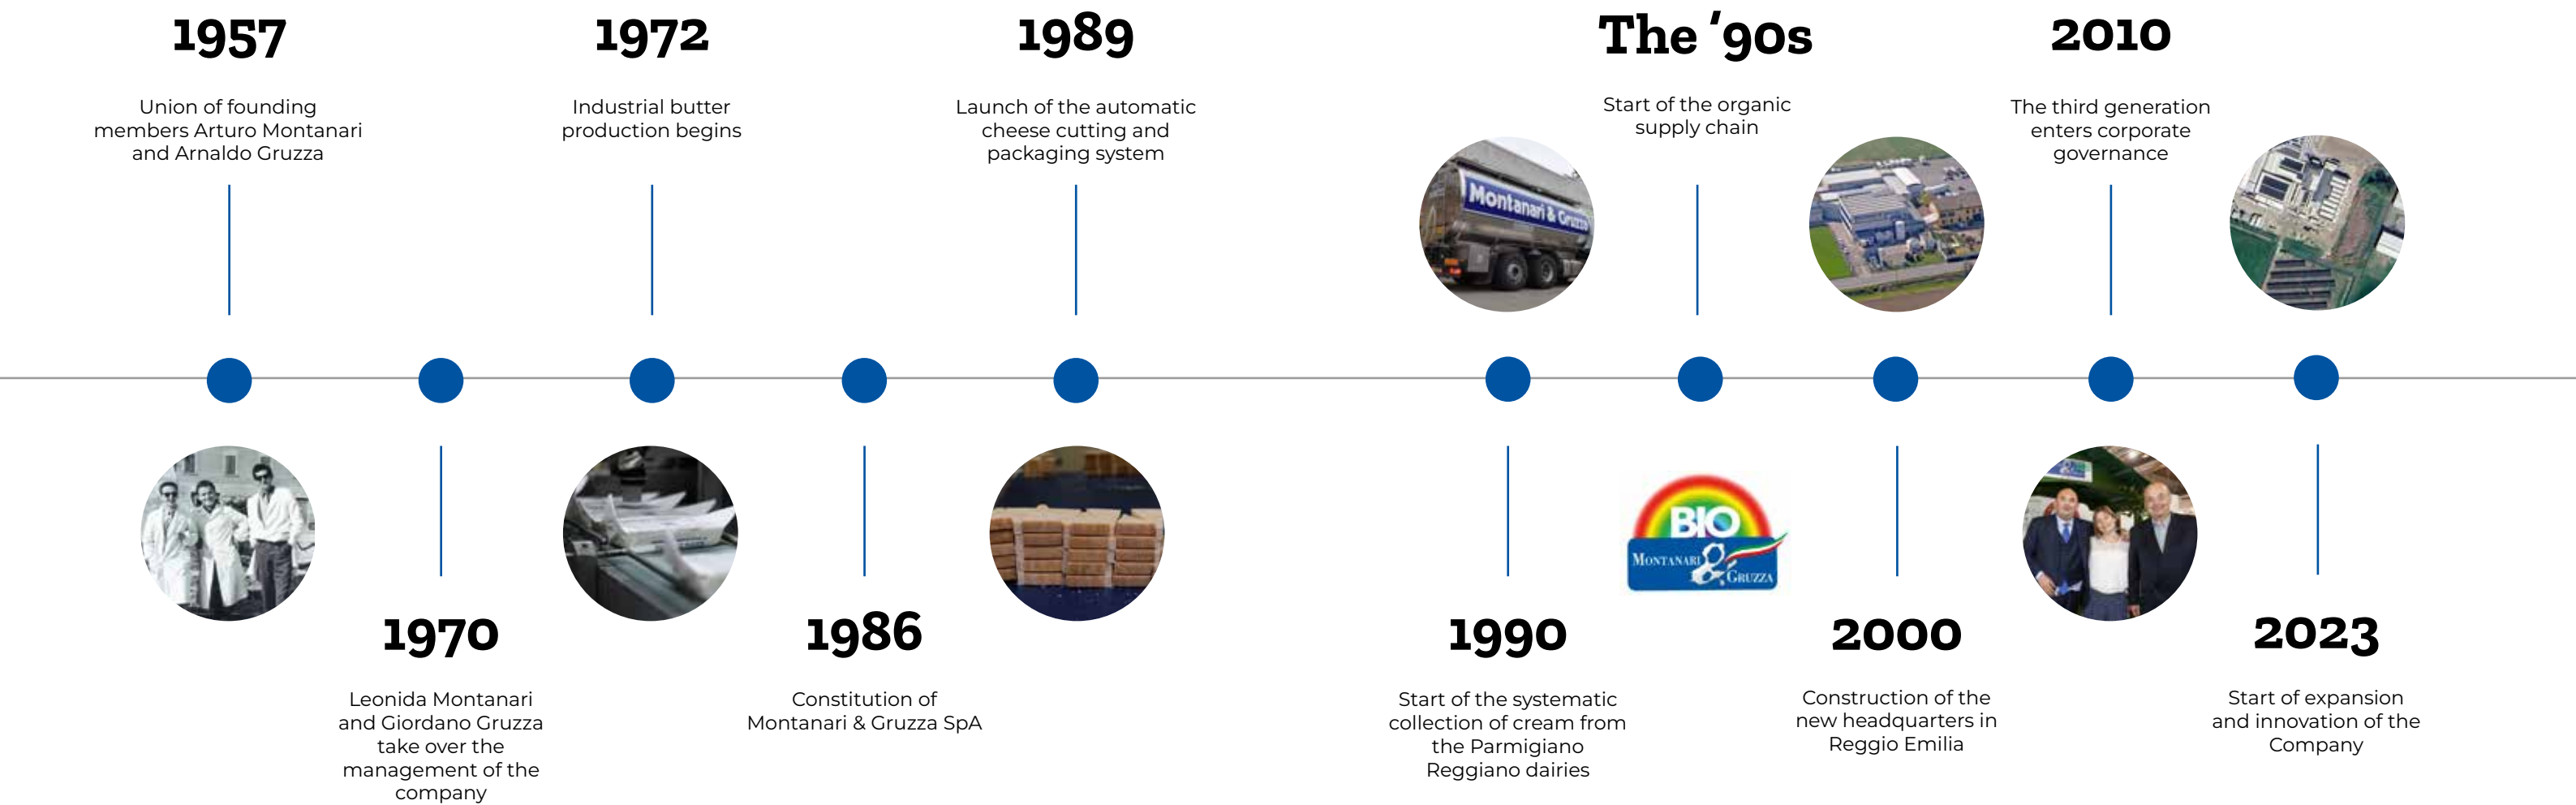 1957
Union of founding
members Arturo Montanari
and Arnaldo Gruzza
1970
Leonida Montanari
and Giordano Gruzza
take over the
management of the
company
1972
Industrial butter
production begins
1986
Constitution of
Montanari & Gruzza SpA
1989
Launch of the automatic
cheese cutting and
packaging system
Montanari & Gruzza
1990
Start of the systematic
collection of cream from
the Parmigiano
Reggiano dairies
The ’90s
Start of the organic
supply chain
BIO
MONTANARI &
GRUZZA
2000
Construction of the
new headquarters in
Reggio Emilia
2010
The third generation
enters corporate
governance
2023
Start of expansion
and innovation of the
Company